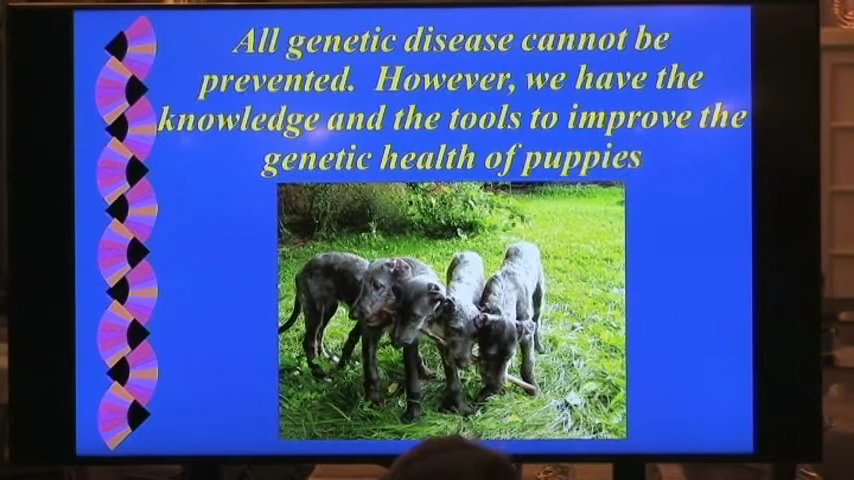 All genetic disease cannot be
prevented. However, we have the
knowledge and the tools to improve the
genetic health of puppies